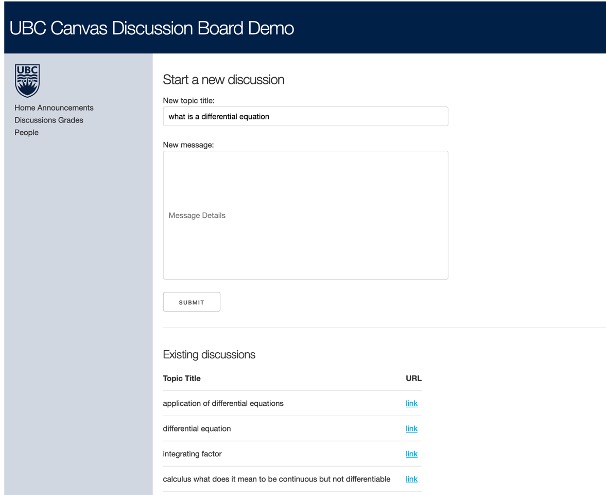 UBC Canvas Discussion Board Demo
UBC
Home Announcements
Discussions Grades
People
Start a new discussion
New topic title:
what is a differential equation
New message:
Message Details
SUBMIT
Existing discussions
Topic Title URL
application of differential equations link
differential equation link
integrating factor link
calculus what does it mean to be continuous but not differentiable link